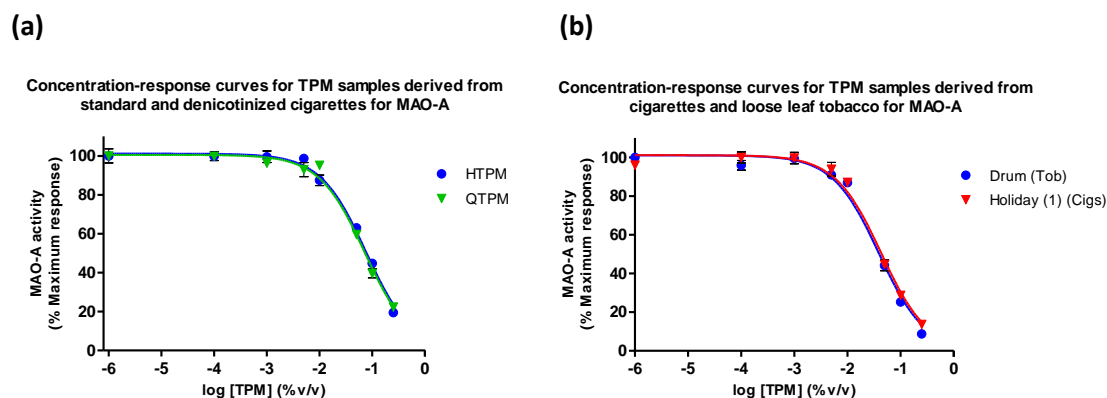 (a)
Concentration-response curves for TPM samples derived from
standard and denicotinized cigarettes for MAO-A
100
80
60
40
20
0
-6
-5
-4
-3
-2
-1
0
MAO-A activity
(% Maximum response)
log [TPM] (%v/v)
HTPM
QTPM
(b)
Concentration-response curves for TPM samples derived from
cigarettes and loose leaf tobacco for MAO-A
100
80
60
40
20
0
-6
-5
-4
-3
-2
-1
0
MAO-A activity
(% Maximum response)
log [TPM] (%v/v)
Drum (Tob)
Holiday (1) (Cigs)